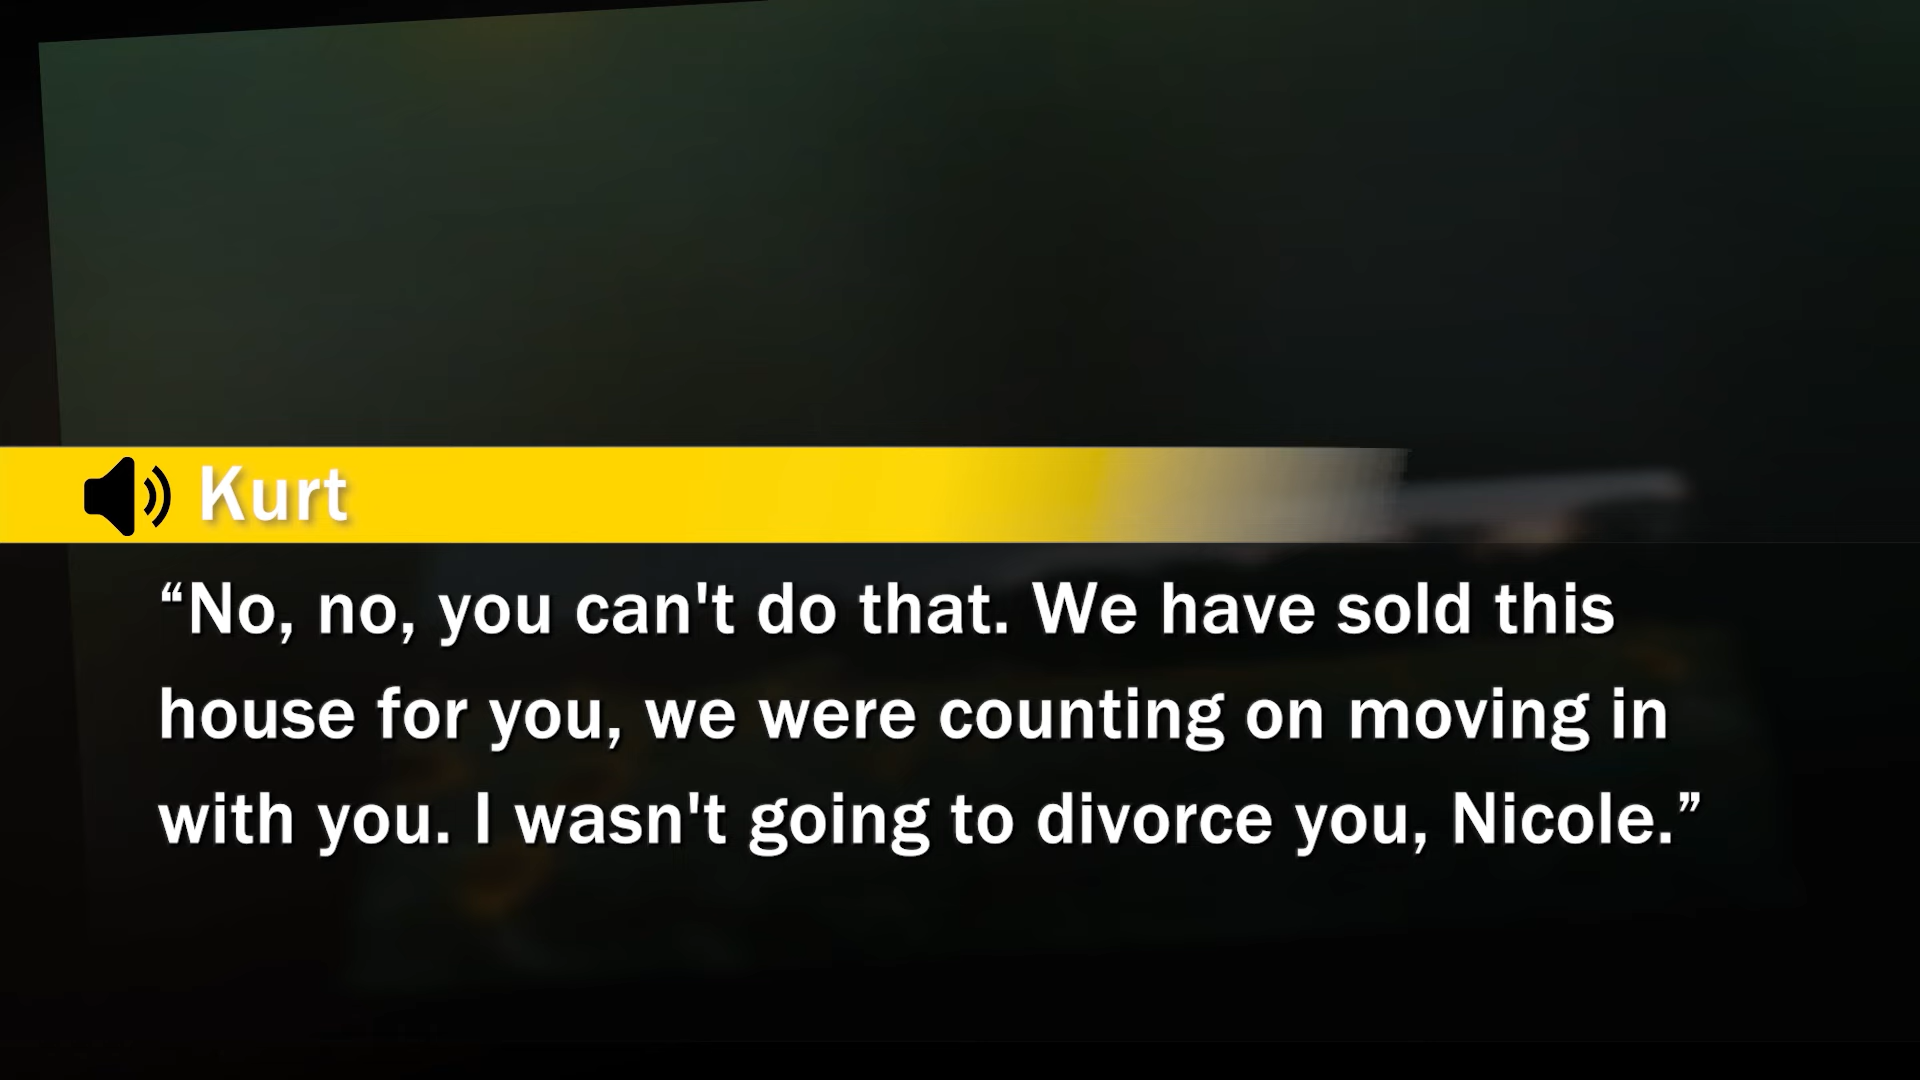 Kurt
“No, no, you can't do that. We have sold this
house for you, we were counting on moving in
with you. I wasn't going to divorce you, Nicole.”